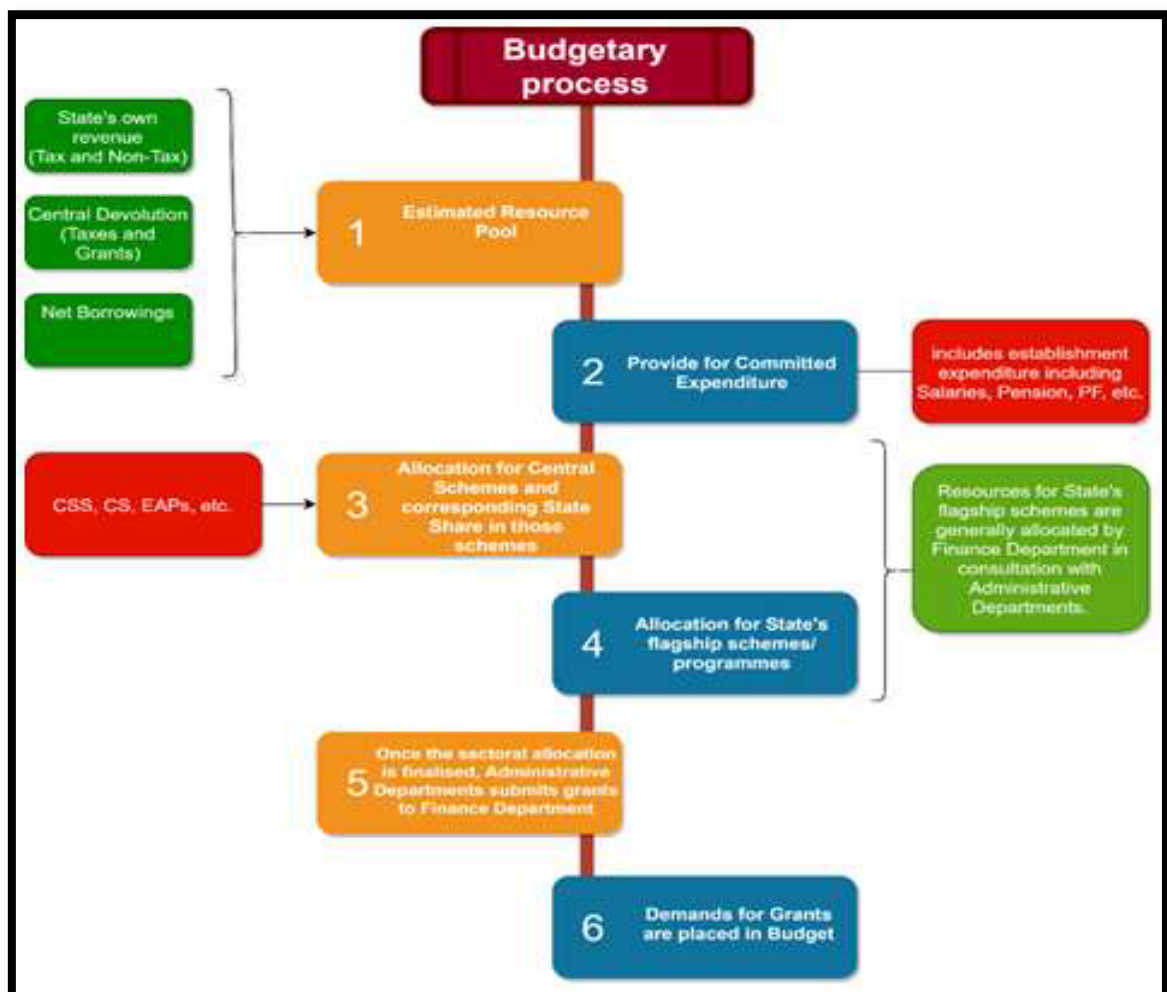 Budgetary
process
State's own
revenue
(Tax and Non-Tax)
Central Devolution
(Taxes and
Grants)
Net Borrowings
1
Estimated Resource
Pool
2
Provide for Committed
Expenditure
includes establishment
expenditure including
Salaries, Pension, PF, etc.
CSS, CS, EAPs, etc.
3
Allocation for Central
Schemes and
corresponding State
Share in those
schemes
Resources for State's
flagship schemes are
generally allocated by
Finance Department in
consultation with
Administrative
Departments.
4
Allocation for State's
flagship schemes/
programmes
5
Once the sectoral allocation
is finalised, Administrative
Departments submits grants
to Finance Department
6
Demands for Grants
are placed in Budget